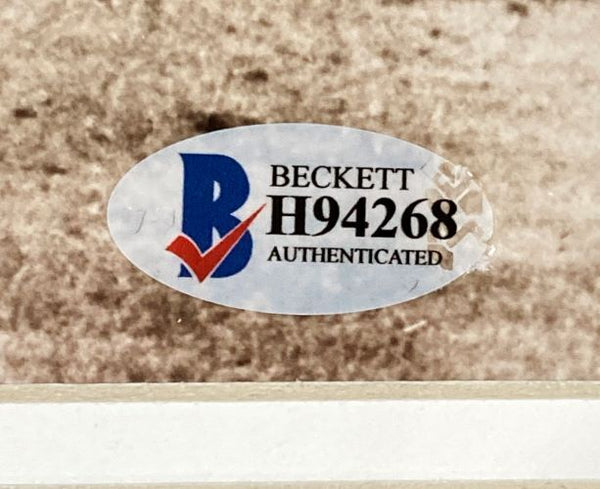 B
BECKETT
H94268
AUTHENTICATED